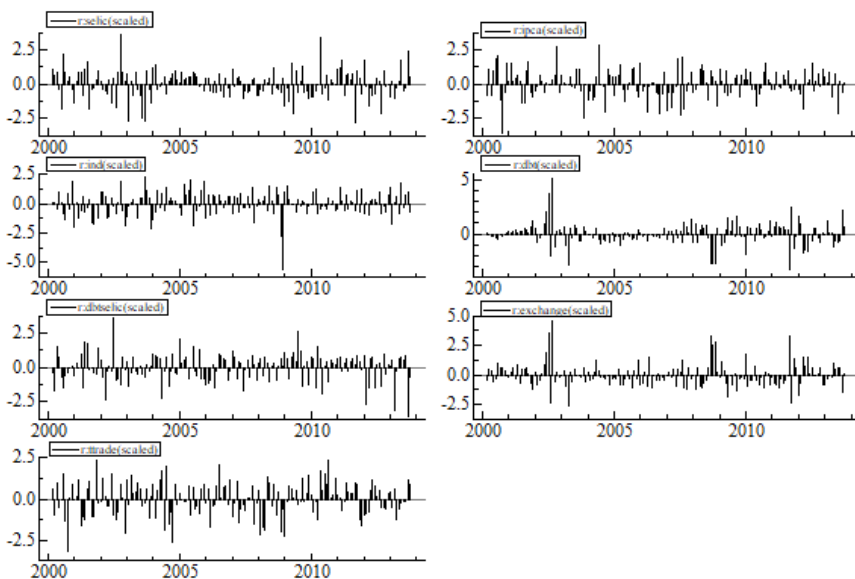 r:selic(scaled)
2.5
0.0
-2.5
2000 2005 2010
r:ipca(scaled)
2.5
0.0
-2.5
2000 2005 2010
r:ind(scaled)
2.5
0.0
-2.5
-5.0
2000 2005 2010
r:dbt(scaled)
5
0
2000 2005 2010
r:dbtselic(scaled)
2.5
0.0
-2.5
2000 2005 2010
r:exchange(scaled)
5.0
2.5
0.0
-2.5
2000 2005 2010
r:ttrade(scaled)
2.5
0.0
-2.5
2000 2005 2010